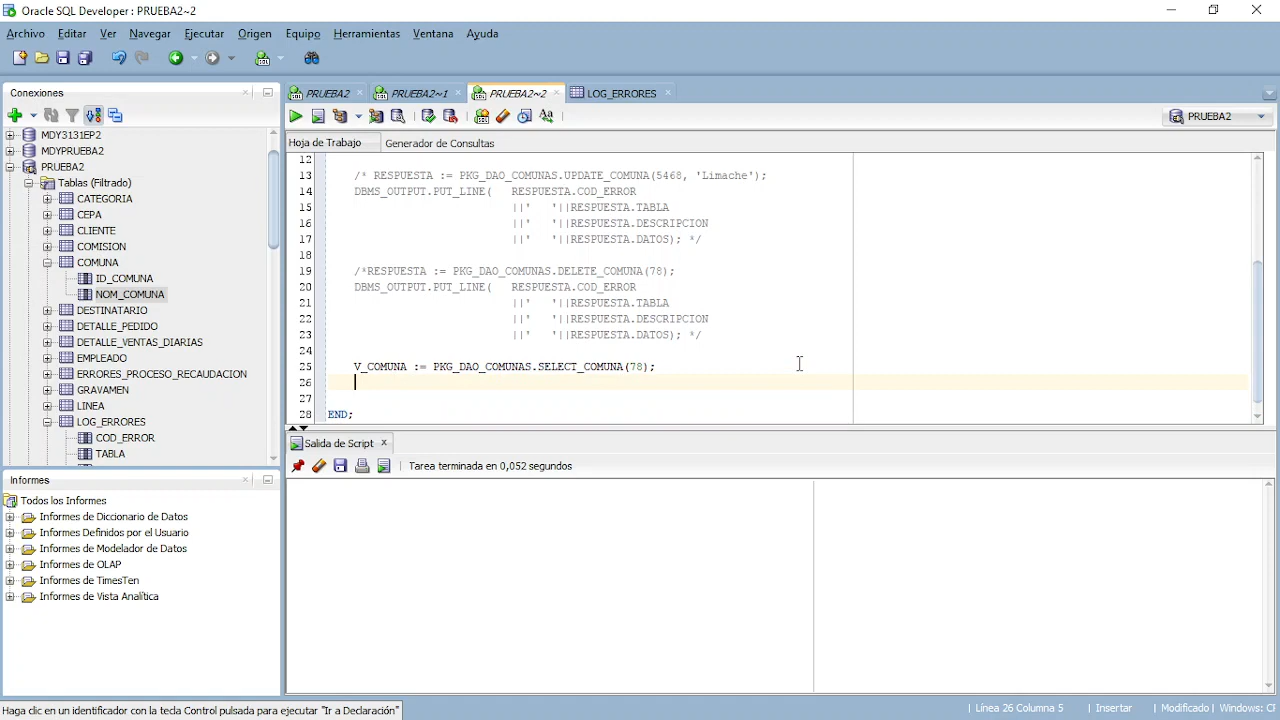 Oracle SQL Developer : PRUEBA2~2
Archivo Editar Ver Navegar Ejecutar Origen Equipo Herramientas Ventana Ayuda
Conexiones
MDY3131EP2
MDYPRUEBA2
PRUEBA2
Tablas (Filtrado)
CATEGORIA
CEPA
CLIENTE
COMISION
COMUNA
ID_COMUNA
NOM_COMUNA
DESTINATARIO
DETALLE_PEDIDO
DETALLE_VENTAS_DIARIAS
EMPLEADO
ERRORES_PROCESO_RECAUDACION
GRAVAMEN
LINEA
LOG_ERRORES
COD_ERROR
TABLA
Informes
Todos los Informes
Informes de Diccionario de Datos
Informes Definidos por el Usuario
Informes de Modelador de Datos
Informes de OLAP
Informes de TimesTen
Informes de Vista Analítica
PRUEBA2 PRUEBA2~1 PRUEBA2~2 LOG_ERRORES
PRUEBA2
Hoja de Trabajo Generador de Consultas
12
13 /* RESPUESTA := PKG_DAO_COMUNAS.UPDATE_COMUNA(5468, 'Limache');
14 DBMS_OUTPUT.PUT_LINE( RESPUESTA.COD_ERROR
15 ||' '||RESPUESTA.TABLA
16 ||' '||RESPUESTA.DESCRIPCION
17 ||' '||RESPUESTA.DATOS); */
18
19 /*RESPUESTA := PKG_DAO_COMUNAS.DELETE_COMUNA(78);
20 DBMS_OUTPUT.PUT_LINE( RESPUESTA.COD_ERROR
21 ||' '||RESPUESTA.TABLA
22 ||' '||RESPUESTA.DESCRIPCION
23 ||' '||RESPUESTA.DATOS); */
24
25 V_COMUNA := PKG_DAO_COMUNAS.SELECT_COMUNA(78);
26
27
28 END;
Salida de Script
Tarea terminada en 0,052 segundos
Haga clic en un identificador con la tecla Control pulsada para ejecutar "Ir a Declaración"
Línea 26 Columna 5 Insertar Modificado Windows: CF